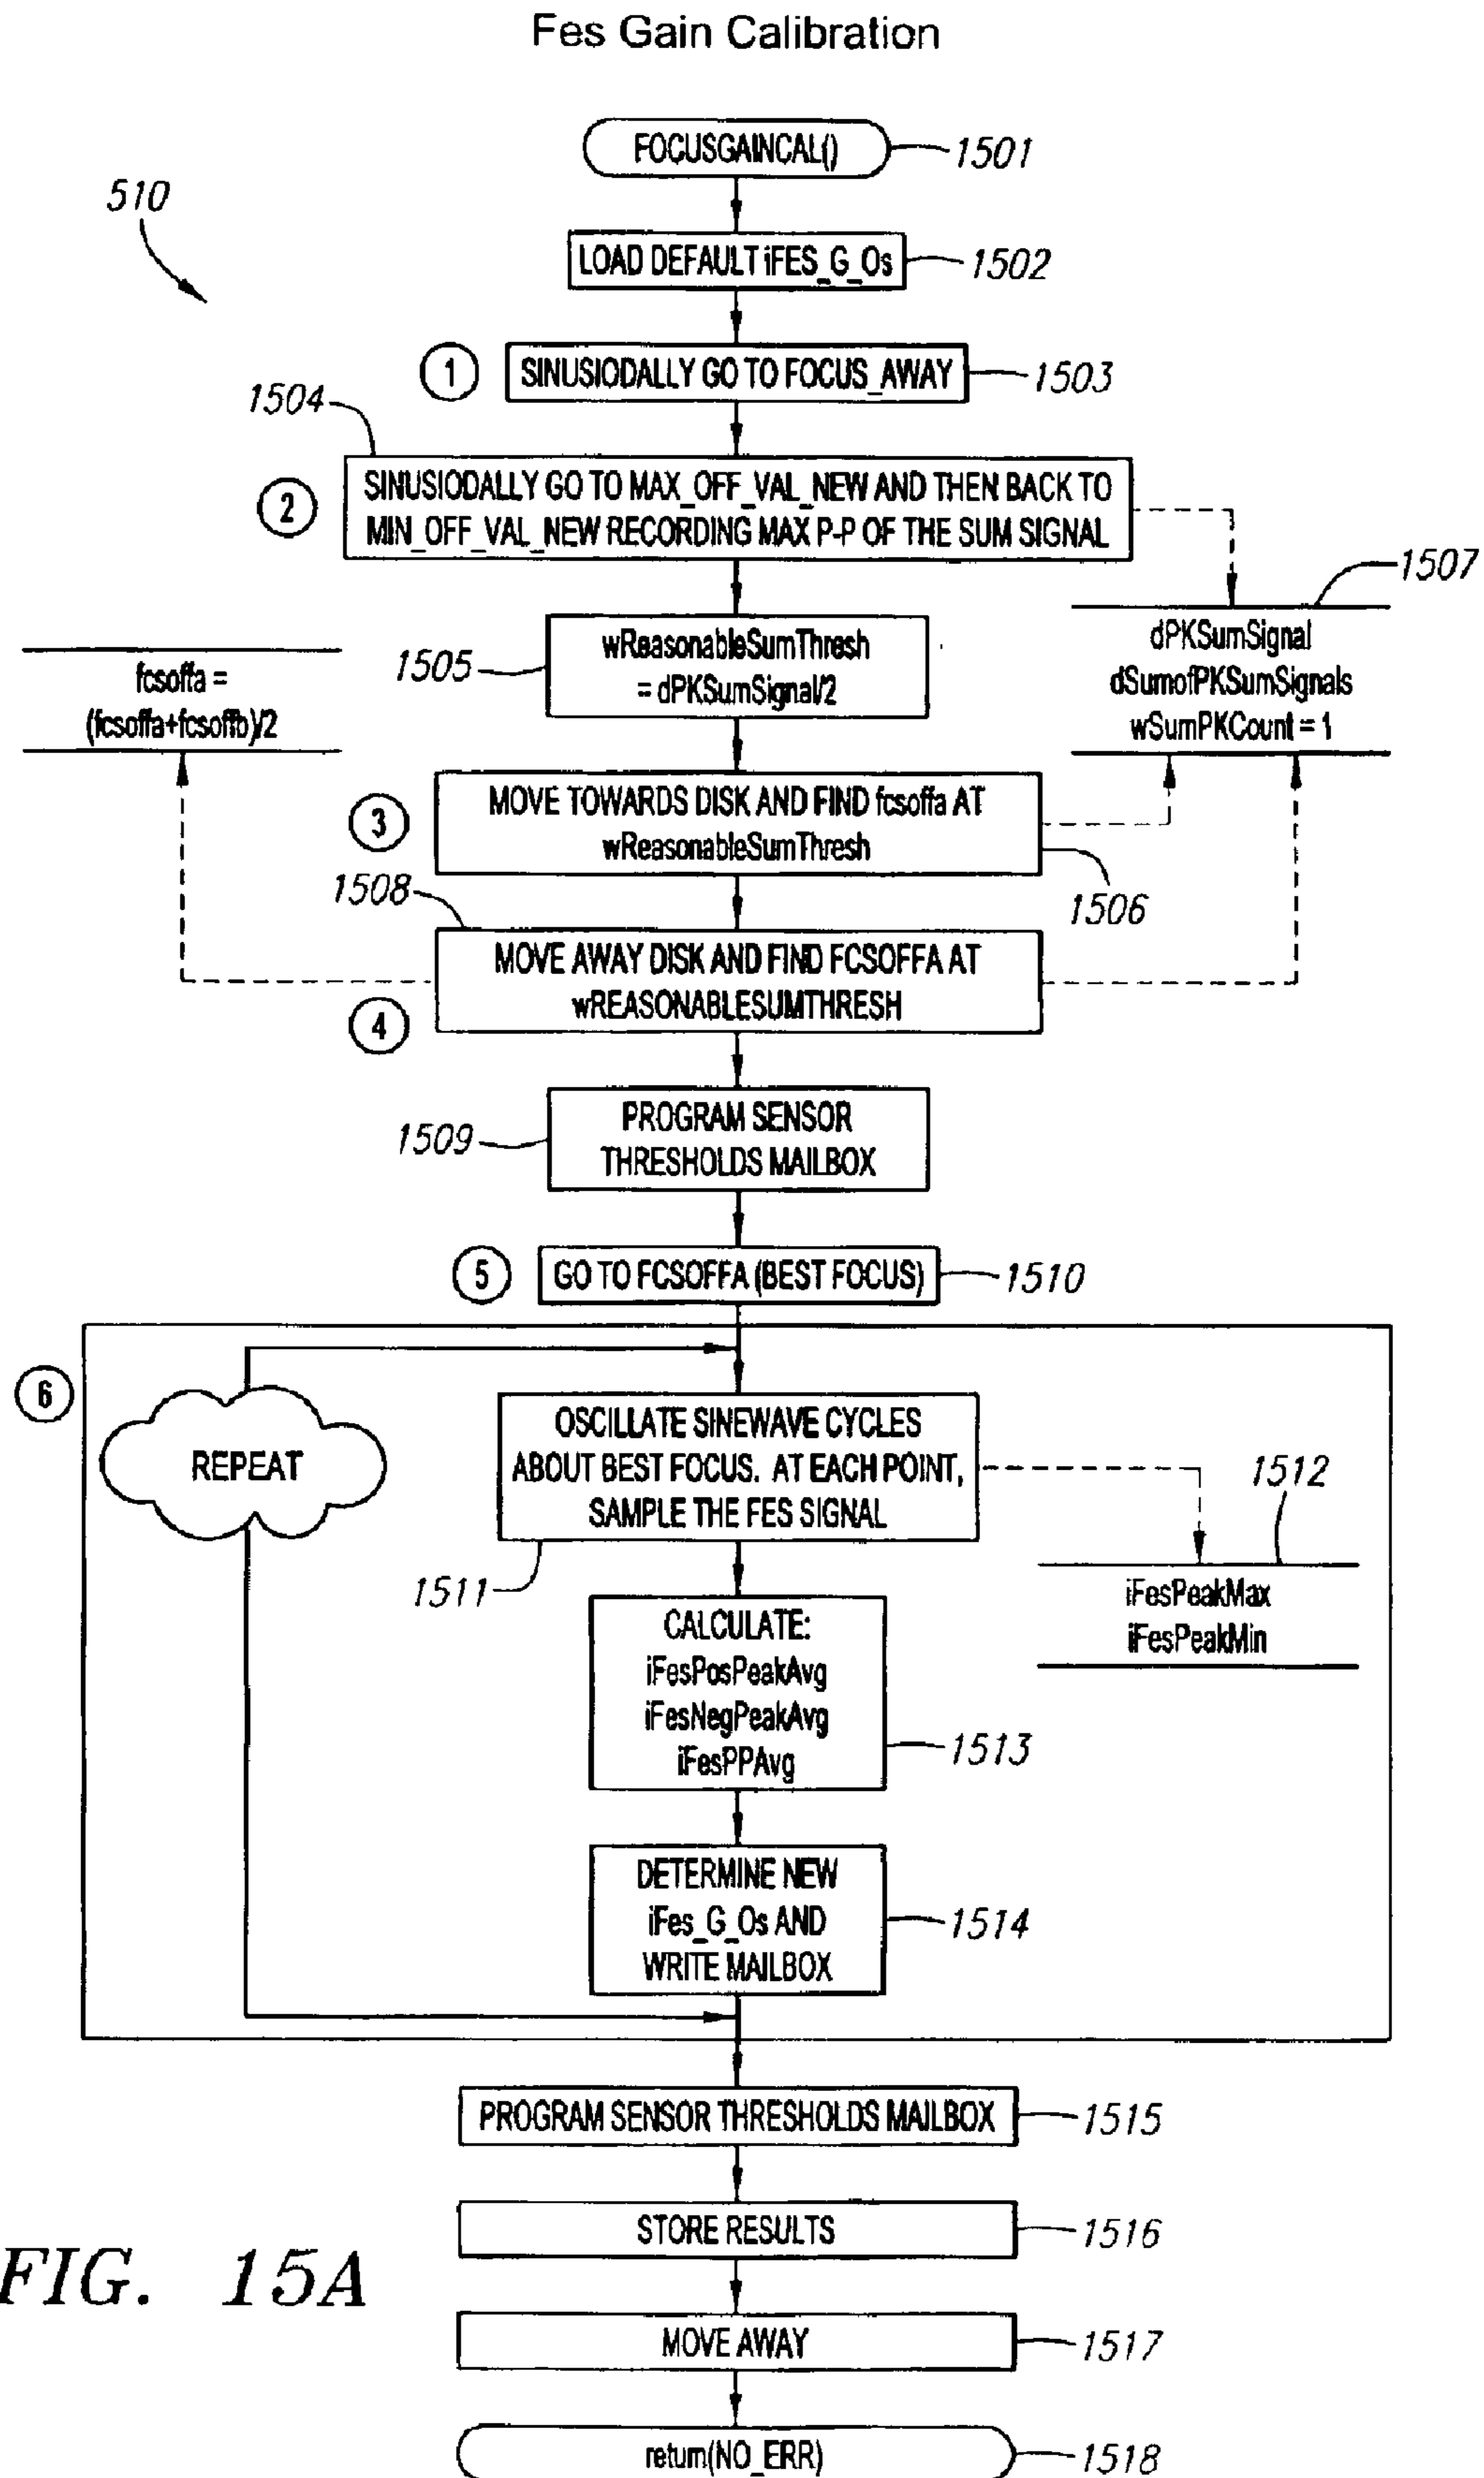 Fes Gain Calibration
FOCUSGAINCAL()
1501
510
LOAD DEFAULT iFES_G_Os
1502
1
SINUSIODALLY GO TO FOCUS_AWAY
1503
1504
2
SINUSIODALLY GO TO MAX_OFF_VAL_NEW AND THEN BACK TO
MIN_OFF_VAL_NEW RECORDING MAX P-P OF THE SUM SIGNAL
1507
dPKSumSignal
dSumofPKSumSignals
wSumPKCount = 1
1505
wReasonableSumThresh
= dPKSumSignal/2
fcsoffa =
(fcsoffa+fcsoffb)/2
3
MOVE TOWARDS DISK AND FIND fcsoffa AT
wReasonableSumThresh
1506
1508
MOVE AWAY DISK AND FIND FCSOFFA AT
wREASONABLESUMTHRESH
4
1509
PROGRAM SENSOR
THRESHOLDS MAILBOX
5
GO TO FCSOFFA (BEST FOCUS)
1510
6
REPEAT
OSCILLATE SINEWAVE CYCLES
ABOUT BEST FOCUS. AT EACH POINT,
SAMPLE THE FES SIGNAL
1511
1512
iFesPeakMax
iFesPeakMin
CALCULATE:
iFesPosPeakAvg
iFesNegPeakAvg
iFesPPAvg
1513
DETERMINE NEW
iFes_G_Os AND
WRITE MAILBOX
1514
PROGRAM SENSOR THRESHOLDS MAILBOX
1515
STORE RESULTS
1516
MOVE AWAY
1517
return(NO_ERR)
1518
FIG. 15A